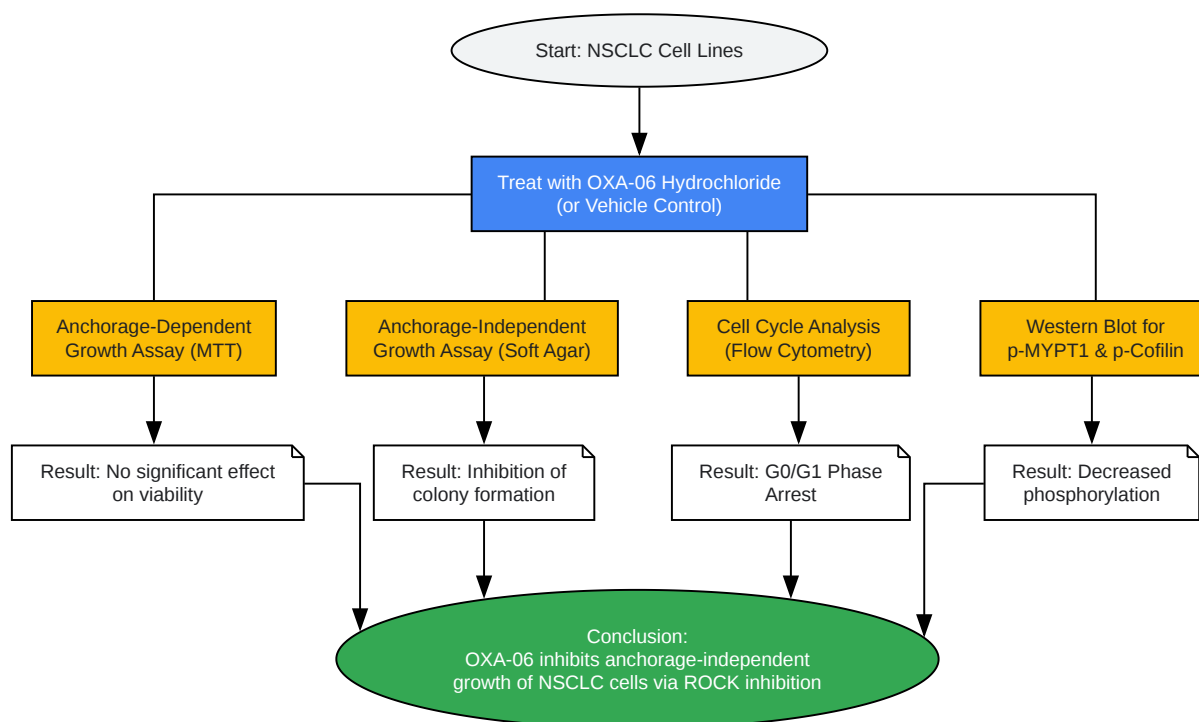 Start: NSCLC Cell Lines
Treat with OXA-06 Hydrochloride
(or Vehicle Control)
Anchorage-Dependent
Growth Assay (MTT)
Anchorage-Independent
Growth Assay (Soft Agar)
Cell Cycle Analysis
(Flow Cytometry)
Western Blot for
p-MYPT1 & p-Cofilin
Result: No significant effect
on viability
Result: Inhibition of
colony formation
Result: G0/G1 Phase
Arrest
Result: Decreased
phosphorylation
Conclusion:
OXA-06 inhibits anchorage-independent
growth of NSCLC cells via ROCK inhibition